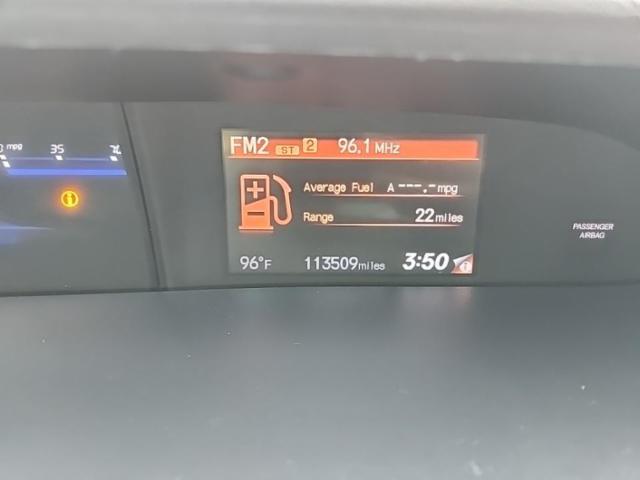 mpg 35
FM2 ST 2 96.1 MHz
Average Fuel A ---.- mpg
Range 22 miles
96°F 113509 miles 3:50 i
PASSENGER
AIRBAG
i